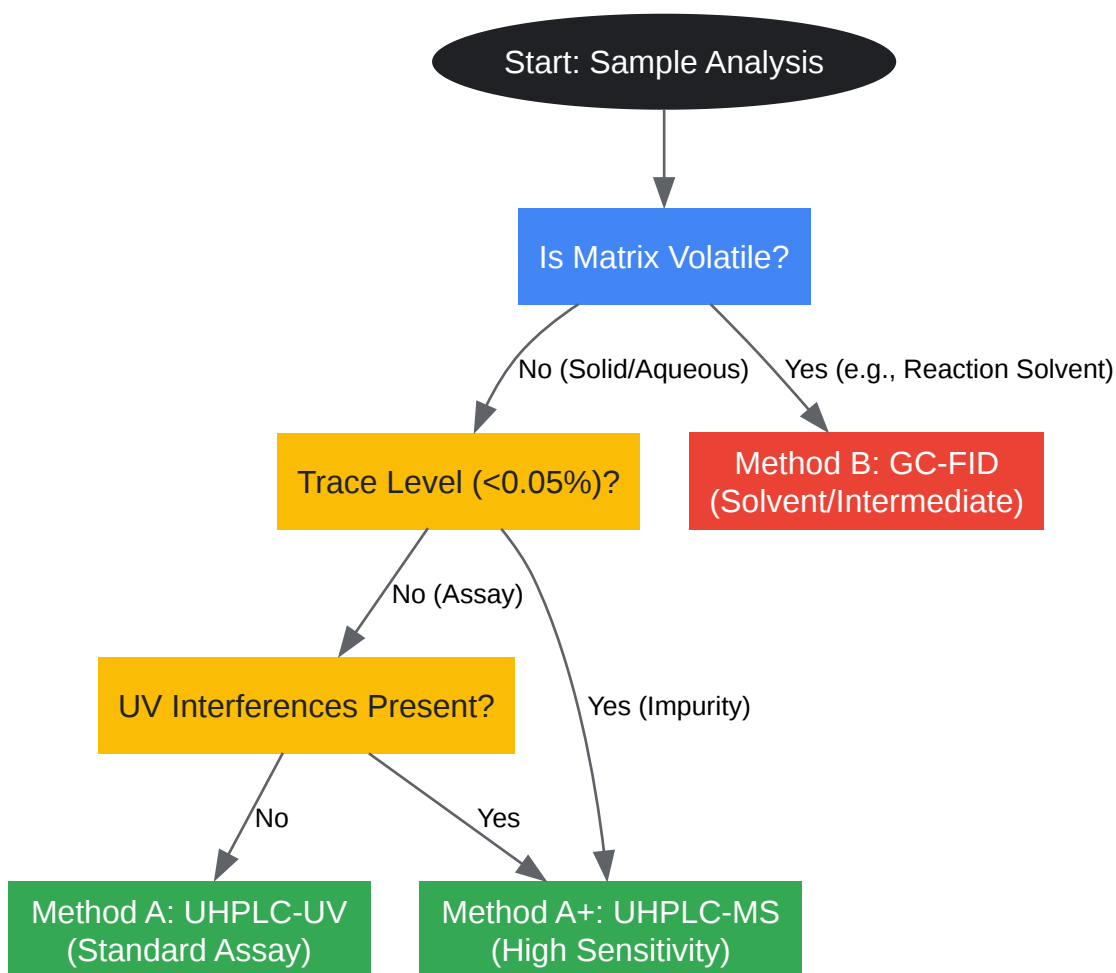 Start: Sample Analysis
Is Matrix Volatile?
No (Solid/Aqueous)
Yes (e.g., Reaction Solvent)
Trace Level (<0.05%)?
Method B: GC-FID
(Solvent/Intermediate)
No (Assay)
UV Interferences Present?
Yes (Impurity)
No
Yes
Method A: UHPLC-UV
(Standard Assay)
Method A+: UHPLC-MS
(High Sensitivity)